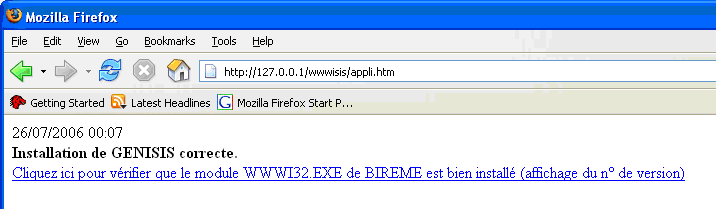 Mozilla Firefox
File Edit View Go Bookmarks Tools Help
http://127.0.0.1/wwwisis/appli.htm
Getting Started Latest Headlines G Mozilla Firefox Start P...
26/07/2006 00:07
Installation de GENISIS correcte.
Cliquez ici pour vérifier que le module WWWI32.EXE de BIREME est bien installé (affichage du n° de version)